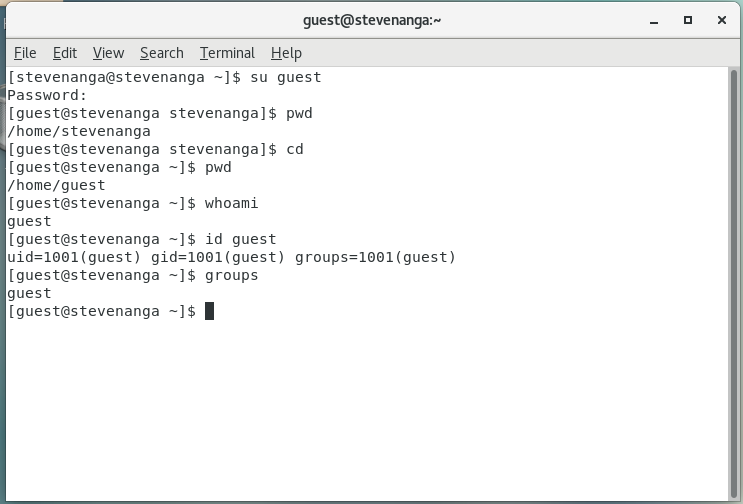 guest@stevenanga:~
File Edit View Search Terminal Help
[stevenanga@stevenanga ~]$ su guest
Password:
[guest@stevenanga stevenanga]$ pwd
/home/stevenanga
[guest@stevenanga stevenanga]$ cd
[guest@stevenanga ~]$ pwd
/home/guest
[guest@stevenanga ~]$ whoami
guest
[guest@stevenanga ~]$ id guest
uid=1001(guest) gid=1001(guest) groups=1001(guest)
[guest@stevenanga ~]$ groups
guest
[guest@stevenanga ~]$